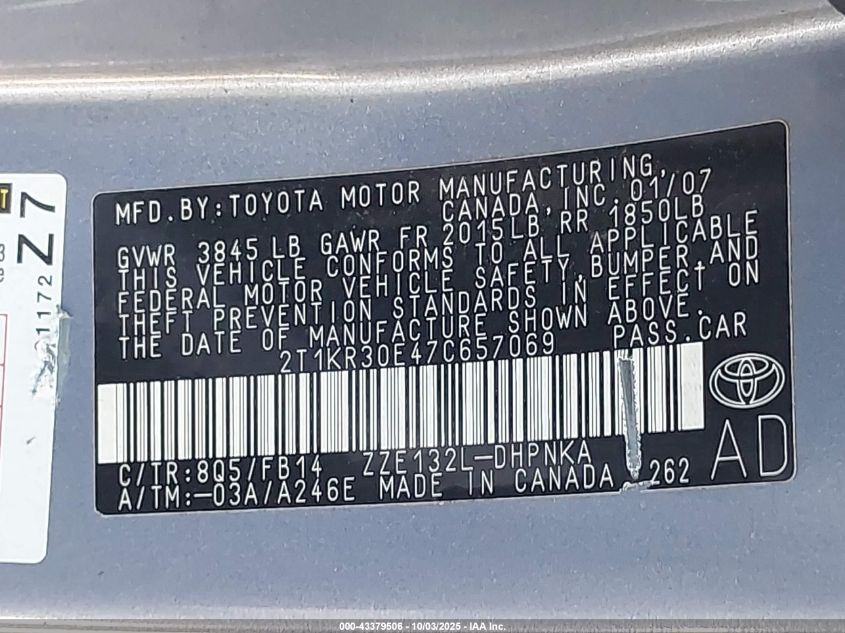 MFD.BY:TOYOTA MOTOR MANUFACTURING,
CANADA,INC. 01/07
GVWR 3845 LB GAWR FR 2015LB RR 1850LB
THIS VEHICLE CONFORMS TO ALL APPLICABLE
FEDERAL MOTOR VEHICLE SAFETY,BUMPER,AND
THEFT PREVENTION STANDARDS IN EFFECT ON
THE DATE OF MANUFACTURE SHOWN ABOVE.
2T1KR30E47C657069 PASS.CAR
C/TR:8Q5/FB14 ZZE132L-DHPNKA
A/TM:-03A/A246E MADE IN CANADA 262
AD
Z7
1172
000-43379506 - 10/03/2025 - IAA Inc.